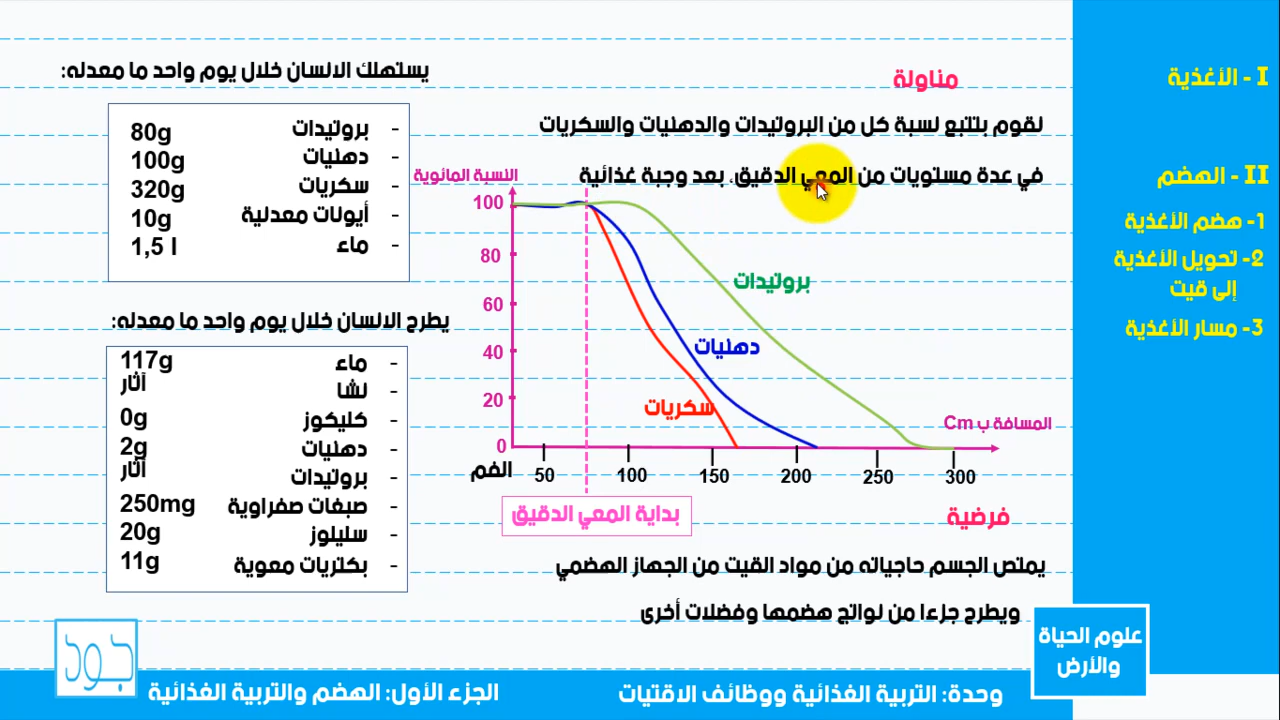 I - الأغذية
II - الهضم
1- هضم الأغذية
2- تحويل الأغذية
إلى قيت
3- مسار الأغذية
مناولة
نقوم بتتبع نسبة كل من البروتيدات والدهنيات والسكريات
في عدة مستويات من المعي الدقيق، بعد وجبة غذائية
النسبة المائوية
100
80
60
40
20
0
بروتيدات
دهنيات
سكريات
المسافة ب Cm
الفم
50
100
150
200
250
300
بداية المعي الدقيق
فرضية
يمتص الجسم حاجياته من مواد القيت من الجهاز الهضمي
ويطرح جزءا من نواتج هضمها وفضلات أخرى
يستهلك الانسان خلال يوم واحد ما معدله:
- بروتيدات 80g
- دهنيات 100g
- سكريات 320g
- أيونات معدلية 10g
- ماء 1,5 l
يطرح الانسان خلال يوم واحد ما معدله:
- ماء 117g
- نشا آثار
- كليكوز 0g
- دهنيات 2g
- بروتيدات آثار
- صبغات صفراوية 250mg
- سليلوز 20g
- بكتريات معوية 11g
علوم الحياة
والأرض
وحدة: التربية الغذائية ووظائف الاقتيات
الجزء الأول: الهضم والتربية الغذائية
جود